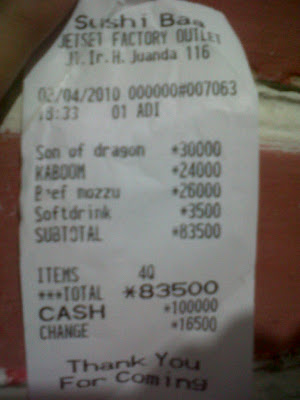 Sushi Baa
JETSET FACTORY OUTLET
Jl.Ir.H. Juanda 116
02/04/2010 000000#007063
18:33 01 ADI
Son of dragon *30000
KABOOM *24000
Beef mozzu *26000
Softdrink *3500
SUBTOTAL *83500
ITEMS 4Q
***TOTAL *83500
CASH *100000
CHANGE *16500
Thank You
For Coming